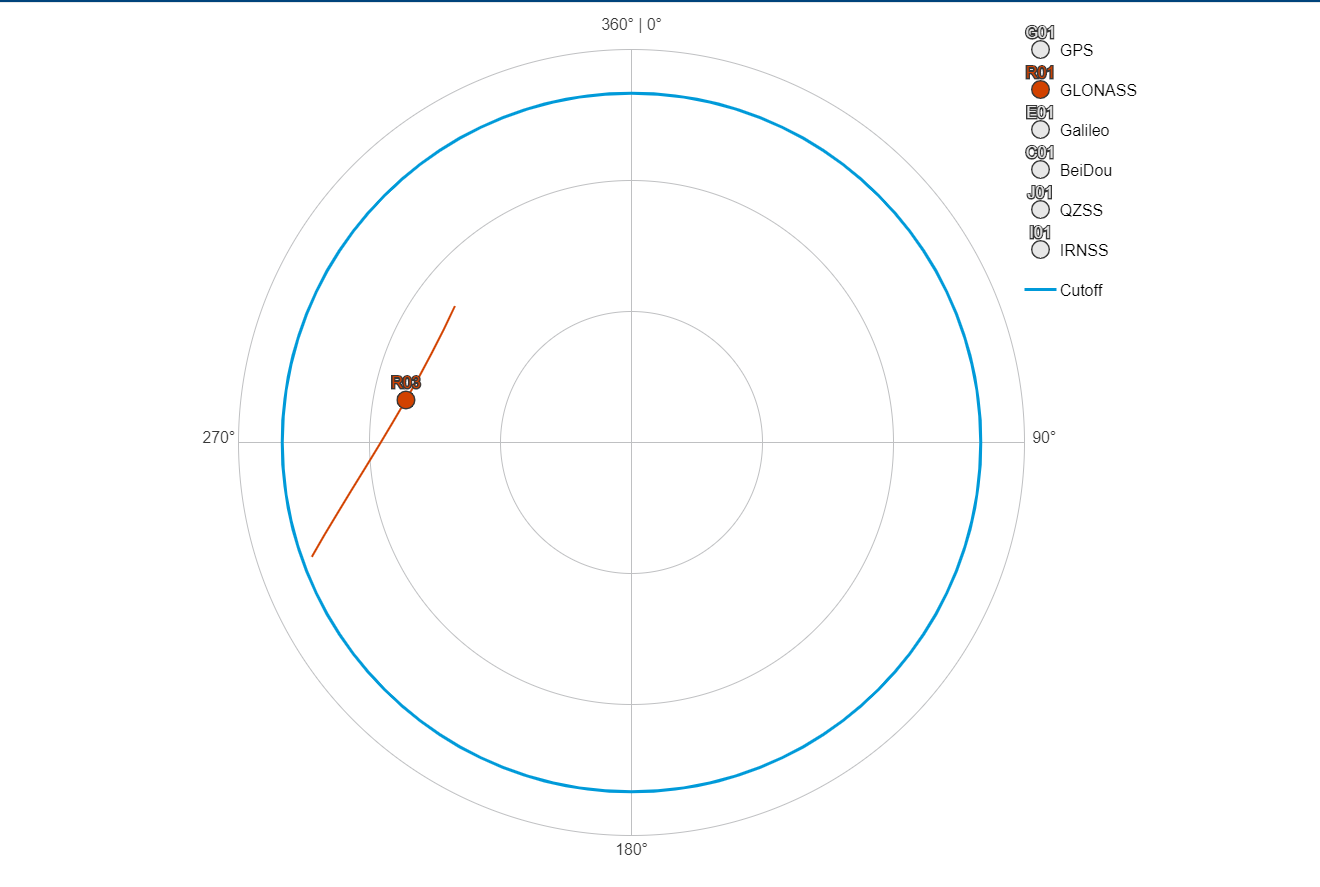 360° | 0°
G01
GPS
R01
GLONASS
E01
Galileo
C01
BeiDou
J01
QZSS
I01
IRNSS
Cutoff
R03
270°
90°
180°